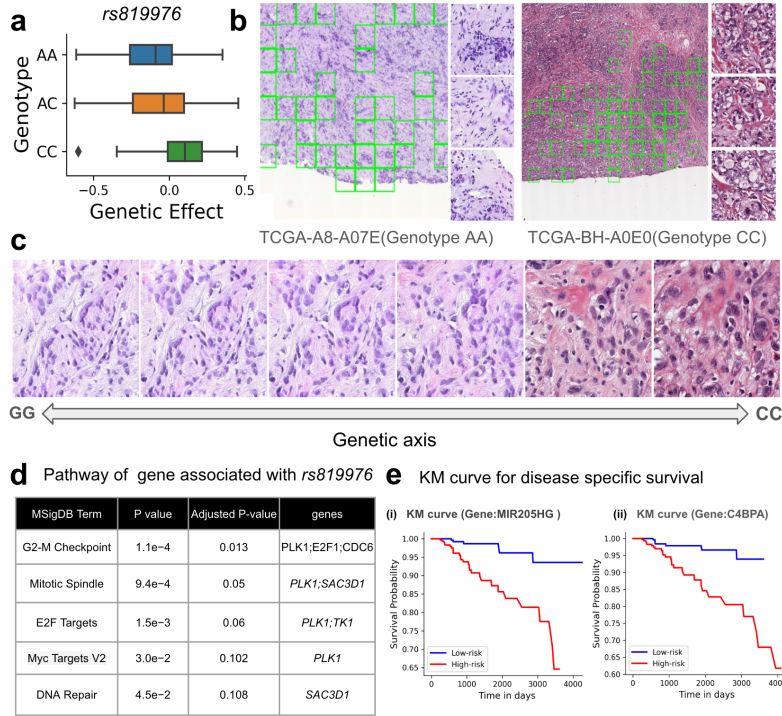 a
rs819976
Genotype
AA
AC
CC
−0.5
0.0
0.5
Genetic Effect
b
TCGA-A8-A07E(Genotype AA)
TCGA-BH-A0E0(Genotype CC)
c
GG
CC
Genetic axis
d
Pathway of gene associated with rs819976
MSigDB Term
P value
Adjusted P-value
genes
G2-M Checkpoint
1.1e−4
0.013
PLK1;E2F1;CDC6
Mitotic Spindle
9.4e−4
0.05
PLK1;SAC3D1
E2F Targets
1.5e−3
0.06
PLK1;TK1
Myc Targets V2
3.0e−2
0.102
PLK1
DNA Repair
4.5e−2
0.108
SAC3D1
e
KM curve for disease specific survival
(i)
KM curve (Gene:MIR205HG )
Survival Probability
1.00
0.95
0.90
0.85
0.80
0.75
0.70
0.65
Low-risk
High-risk
0
1000
2000
3000
4000
Time in days
(ii)
KM curve (Gene:C4BPA)
Survival Probability
1.00
0.95
0.90
0.85
0.80
0.75
0.70
0.65
0.60
Low-risk
High-risk
0
1000
2000
3000
400
Time in days